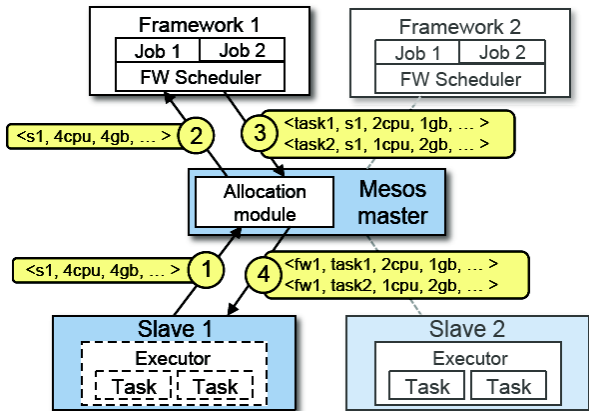 Framework 1
Job 1 Job 2
FW Scheduler
Framework 2
Job 1 Job 2
FW Scheduler
<s1, 4cpu, 4gb, ... >
2
3
<task1, s1, 2cpu, 1gb, ... >
<task2, s1, 1cpu, 2gb, ... >
Allocation
module
Mesos
master
<s1, 4cpu, 4gb, ... >
1
4
<fw1, task1, 2cpu, 1gb, ... >
<fw1, task2, 1cpu, 2gb, ... >
Slave 1
Executor
Task Task
Slave 2
Executor
Task Task